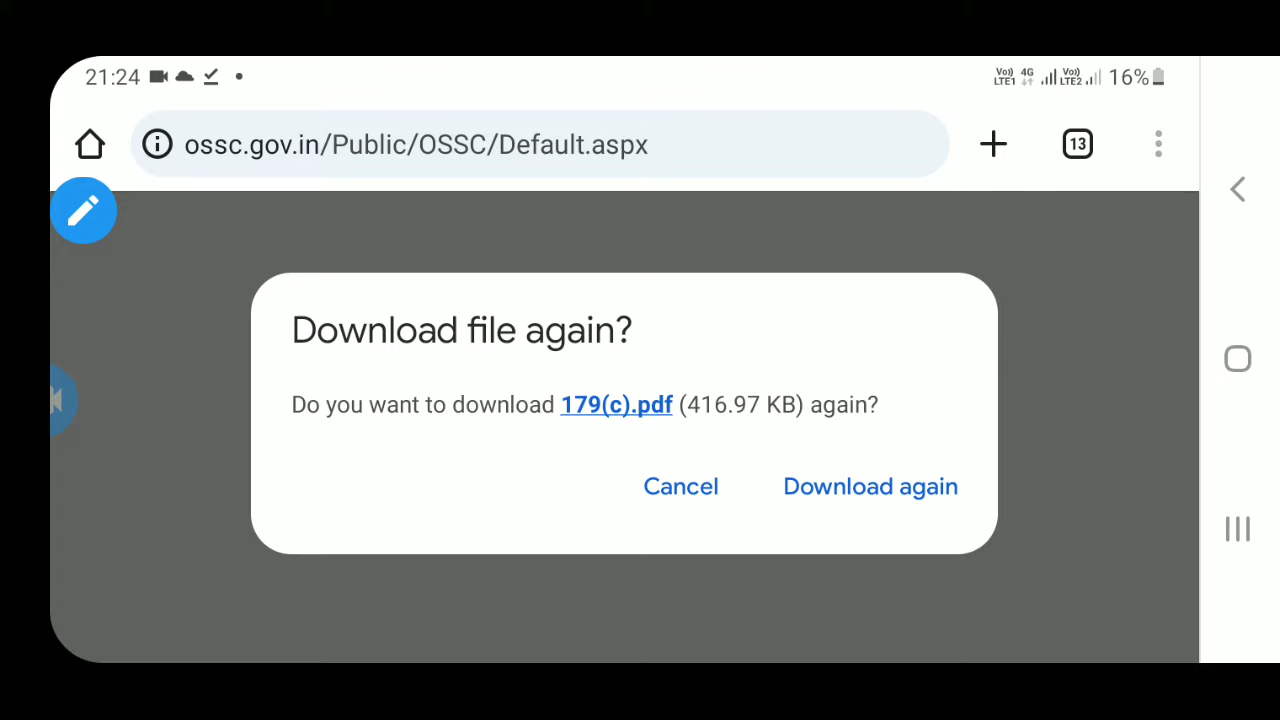 21:24 Vo)) 4G LTE1 Vo)) LTE2 16%
ossc.gov.in/Public/OSSC/Default.aspx 13
Download file again?
Do you want to download 179(c).pdf (416.97 KB) again?
Cancel Download again